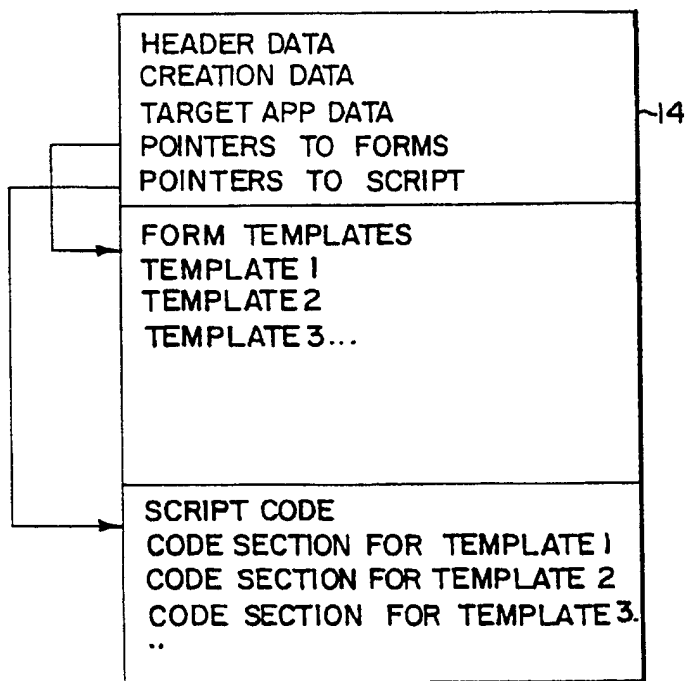 HEADER DATA
CREATION DATA
TARGET APP DATA
14
POINTERS TO FORMS
POINTERS TO SCRIPT
FORM TEMPLATES
TEMPLATE 1
TEMPLATE 2
TEMPLATE 3...
SCRIPT CODE
CODE SECTION FOR TEMPLATE 1
CODE SECTION FOR TEMPLATE 2
CODE SECTION FOR TEMPLATE 3.
..